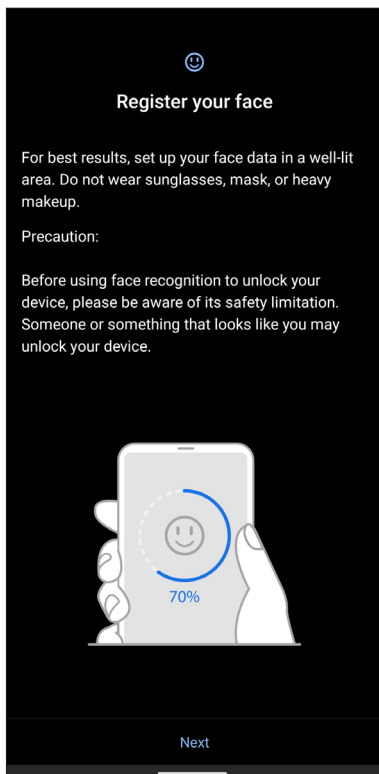 Register your face
For best results, set up your face data in a well-lit
area. Do not wear sunglasses, mask, or heavy
makeup.
Precaution:
Before using face recognition to unlock your
device, please be aware of its safety limitation.
Someone or something that looks like you may
unlock your device.
70%
Next